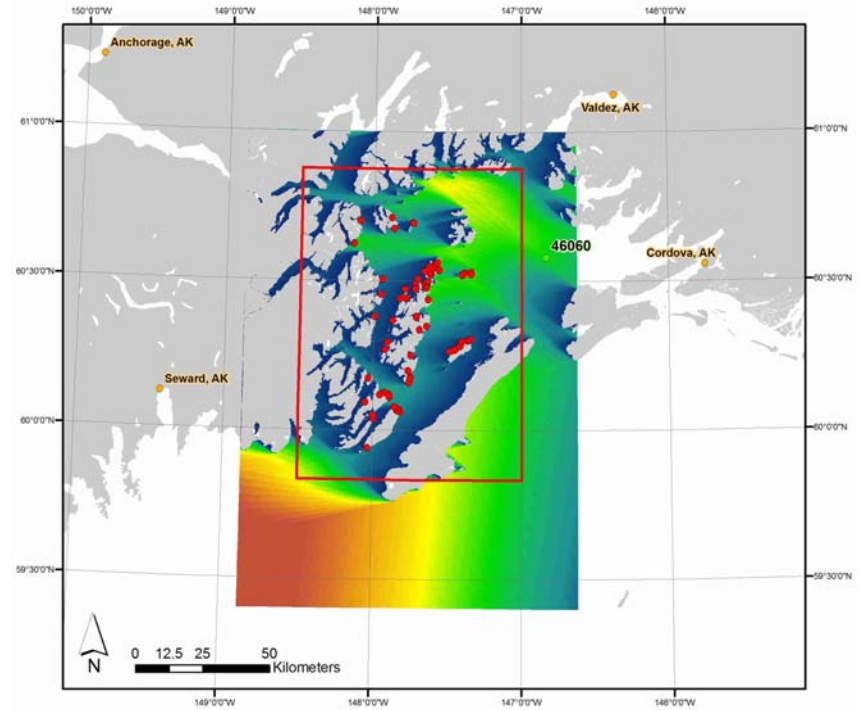 150°0'0"W 149°0'0"W 148°0'0"W 147°0'0"W 146°0'0"W
Anchorage, AK
Valdez, AK
61°0'0"N 61°0'0"N
46060
Cordova, AK
60°30'0"N 60°30'0"N
Seward, AK
60°0'0"N 60°0'0"N
59°30'0"N 59°30'0"N
0 12.5 25 50
Kilometers
N
149°0'0"W 148°0'0"W 147°0'0"W 146°0'0"W